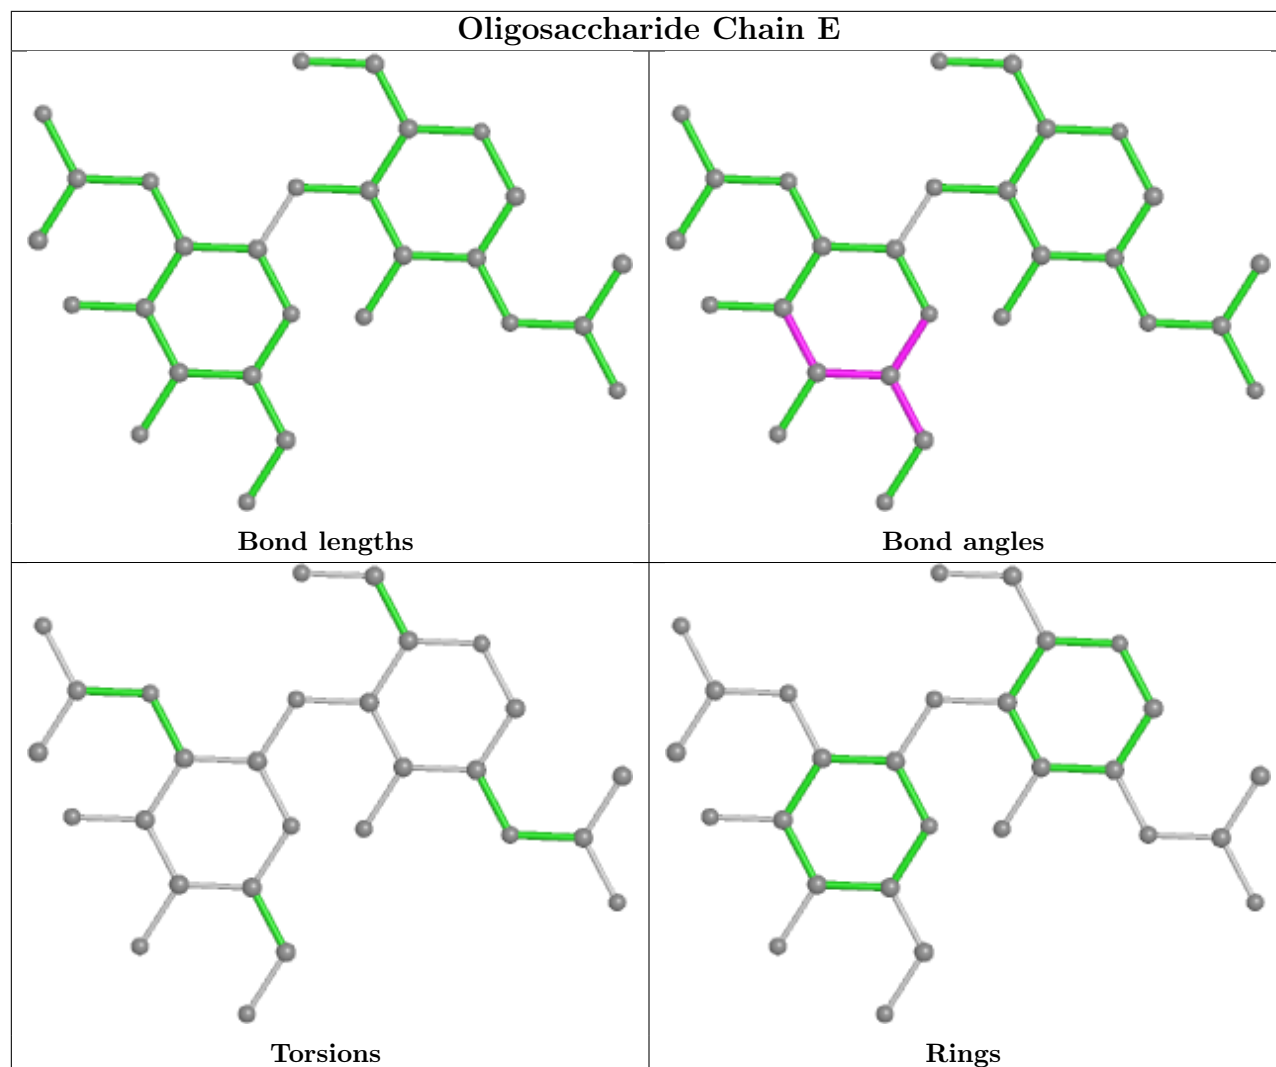 Oligosaccharide Chain E
Bond lengths
Bond angles
Torsions
Rings